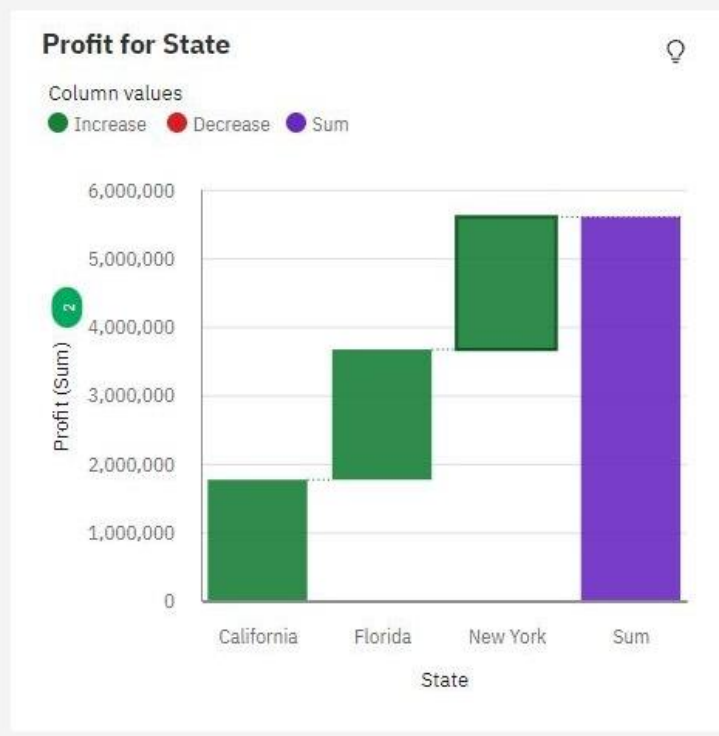 Profit for State
Column values
Increase Decrease Sum
6,000,000
5,000,000
4,000,000
3,000,000
2,000,000
1,000,000
0
2
Profit (Sum)
California Florida New York Sum
State